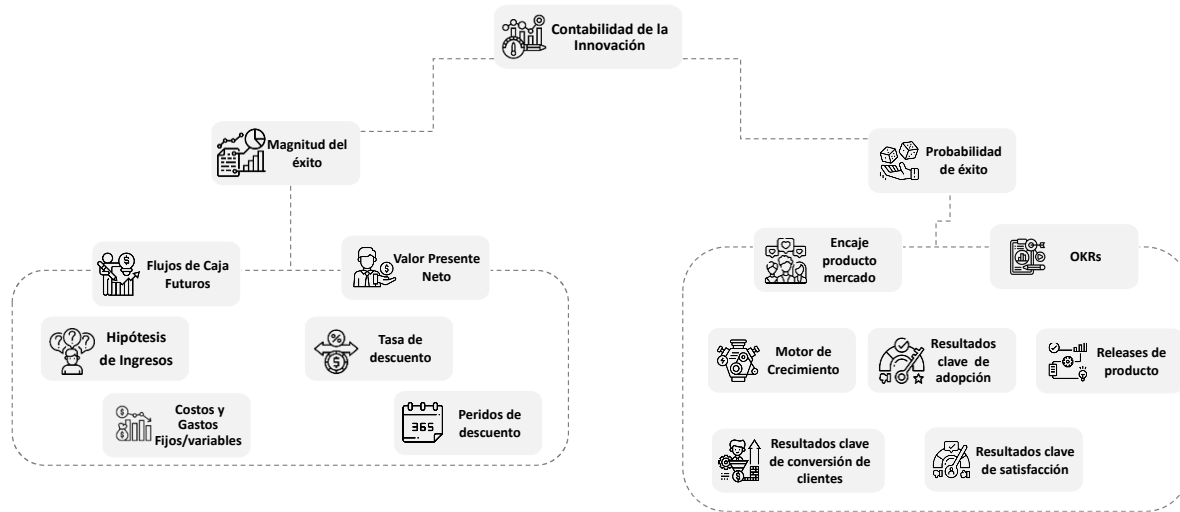 Contabilidad de la
Innovación
Magnitud del
éxito
Probabilidad
de éxito
Flujos de Caja
Futuros
Valor Presente
Neto
Hipótesis
de Ingresos
Tasa de
descuento
Costos y
Gastos
Fijos/variables
365
Peridos de
descuento
Encaje
producto
mercado
OKRs
Motor de
Crecimiento
Resultados
clave de
adopción
Releases de
producto
Resultados clave
de conversión de
clientes
Resultados clave
de satisfacción